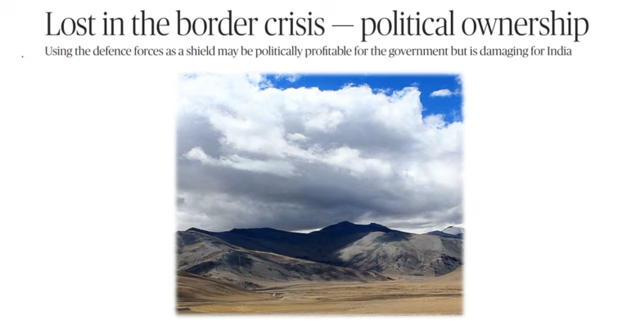 Lost in the border crisis — political ownership
Using the defence forces as a shield may be politically profitable for the government but is damaging for India